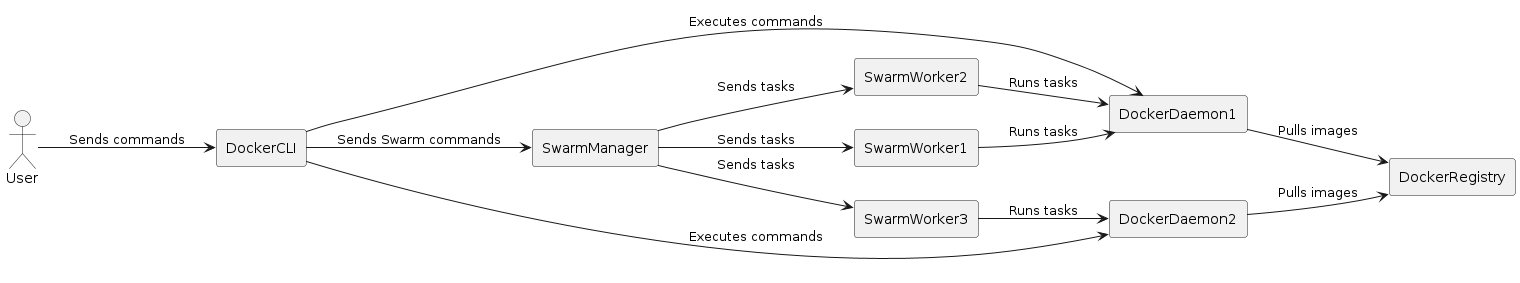 Executes commands
SwarmWorker2
Sends tasks
Runs tasks
DockerDaemon1
Sends commands
DockerCLI
Sends Swarm commands
SwarmManager
Sends tasks
SwarmWorker1
Runs tasks
Pulls images
User
Sends tasks
DockerRegistry
SwarmWorker3
Runs tasks
DockerDaemon2
Pulls images
Executes commands